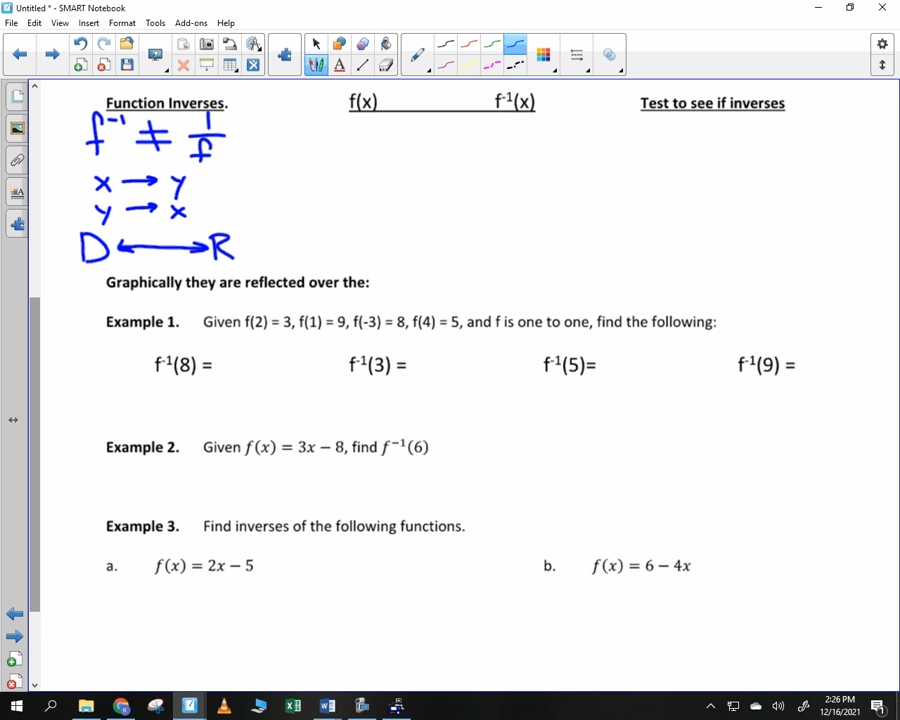 Untitled * - SMART Notebook
File Edit View Insert Format Tools Add-ons Help
Function Inverses. f(x) f⁻¹(x) Test to see if inverses
f⁻¹ ≠ 1/f
x → y
y → x
D ↔ R
Graphically they are reflected over the:
Example 1. Given f(2) = 3, f(1) = 9, f(-3) = 8, f(4) = 5, and f is one to one, find the following:
f⁻¹(8) = f⁻¹(3) = f⁻¹(5)= f⁻¹(9) =
Example 2. Given f(x) = 3x − 8, find f⁻¹(6)
Example 3. Find inverses of the following functions.
a. f(x) = 2x − 5 b. f(x) = 6 − 4x
2:26 PM
12/16/2021